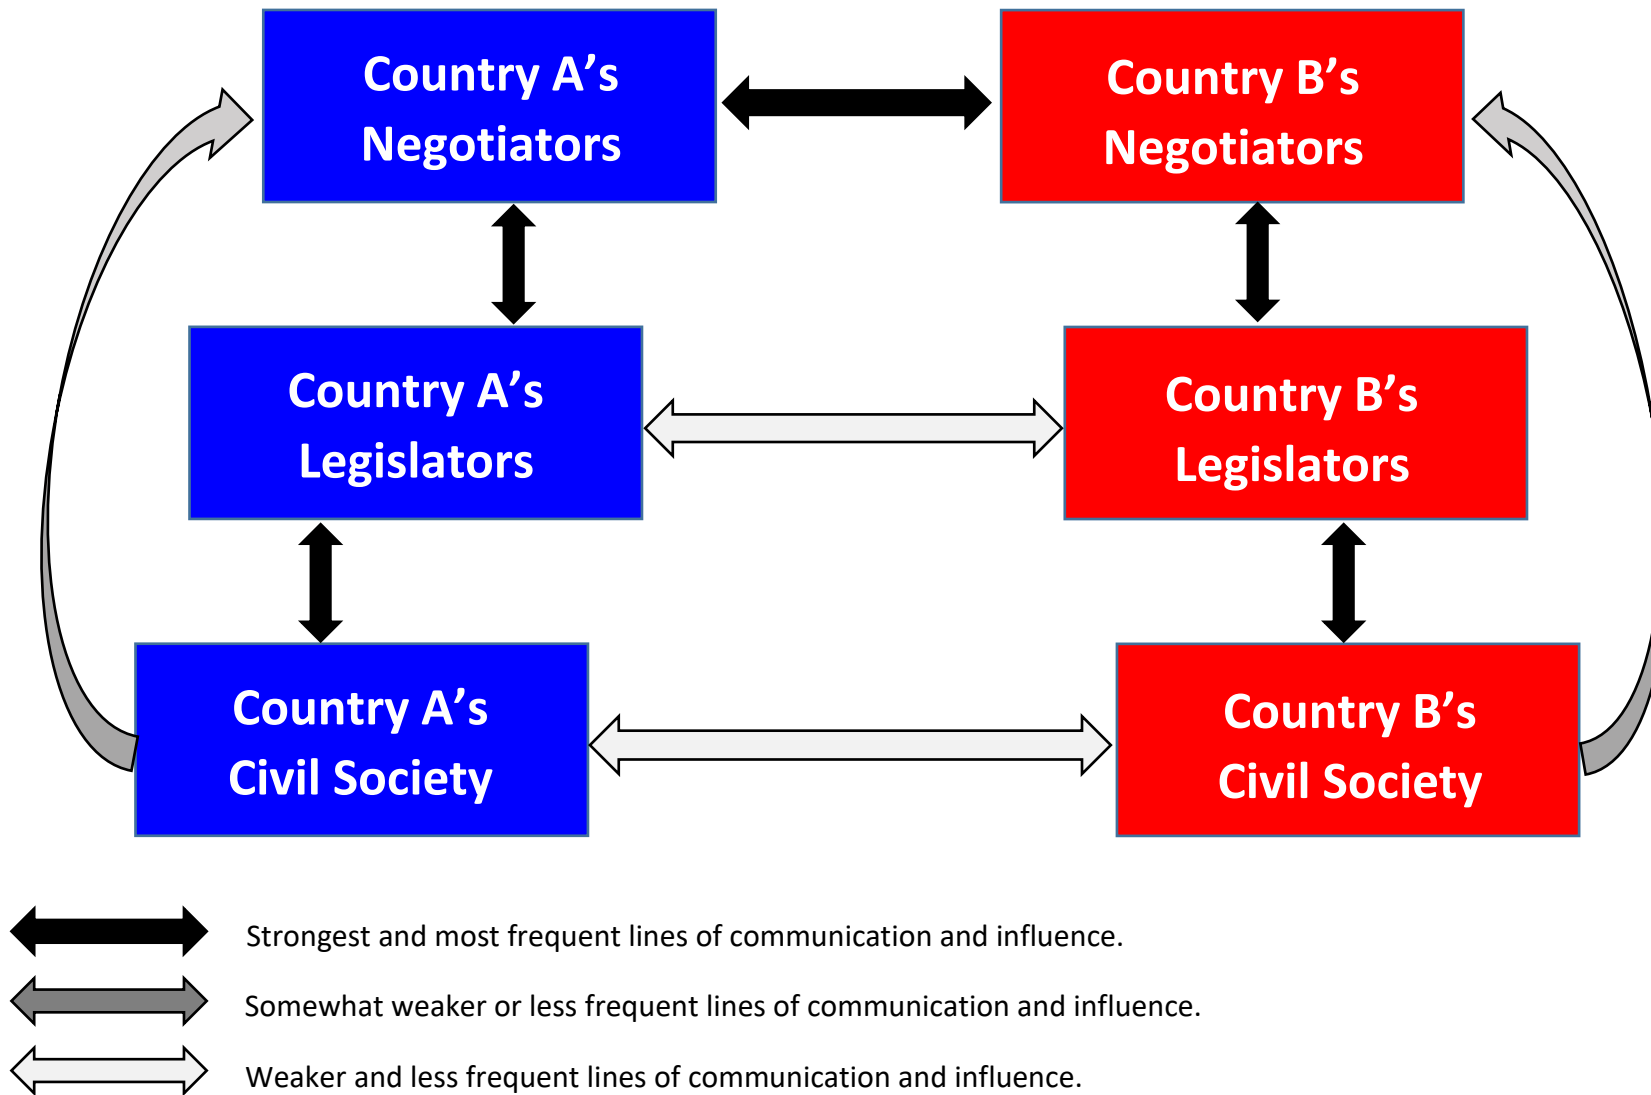 Country A’s
Negotiators
Country B’s
Negotiators
Country A’s
Legislators
Country B’s
Legislators
Country A’s
Civil Society
Country B’s
Civil Society
Strongest and most frequent lines of communication and influence.
Somewhat weaker or less frequent lines of communication and influence.
Weaker and less frequent lines of communication and influence.